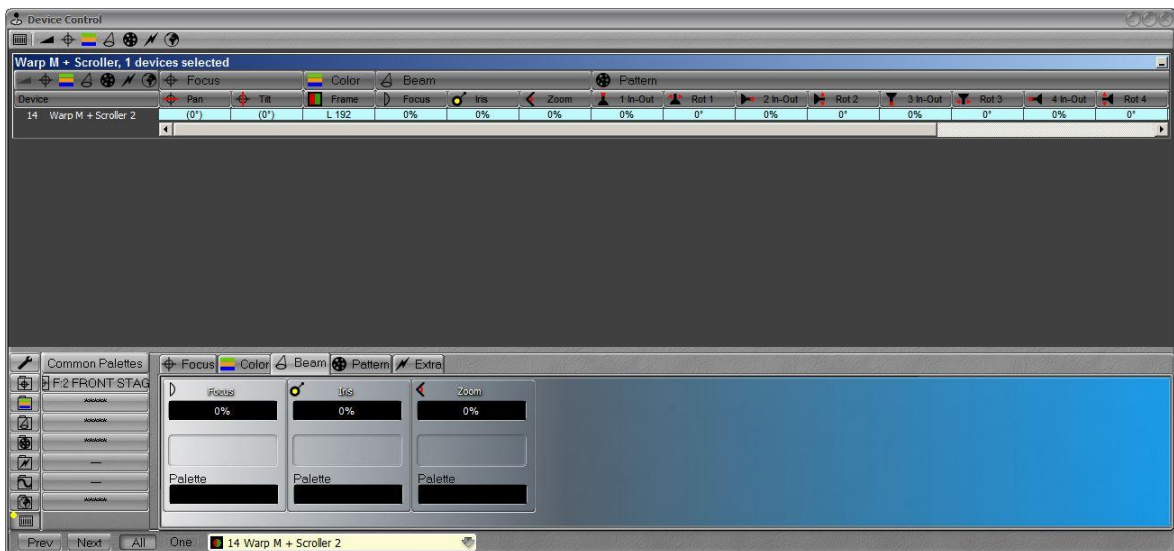 Device Control
Warp M + Scroller, 1 devices selected
Focus Color Beam Pattern
Device Pan Tilt Frame Focus Iris Zoom 1 In-Out Rot 1 2 In-Out Rot 2 3 In-Out Rot 3 4 In-Out Rot 4
14 Warp M + Scroller 2 (0°) (0°) L 192 0% 0% 0% 0% 0° 0% 0° 0% 0° 0% 0°
Common Palettes Focus Color Beam Pattern Extra
F:2 FRONT STAG
Focus Iris Zoom
*****
0% 0% 0%
*****
*****
—
Palette Palette Palette
—
*****
Prev Next All One 14 Warp M + Scroller 2